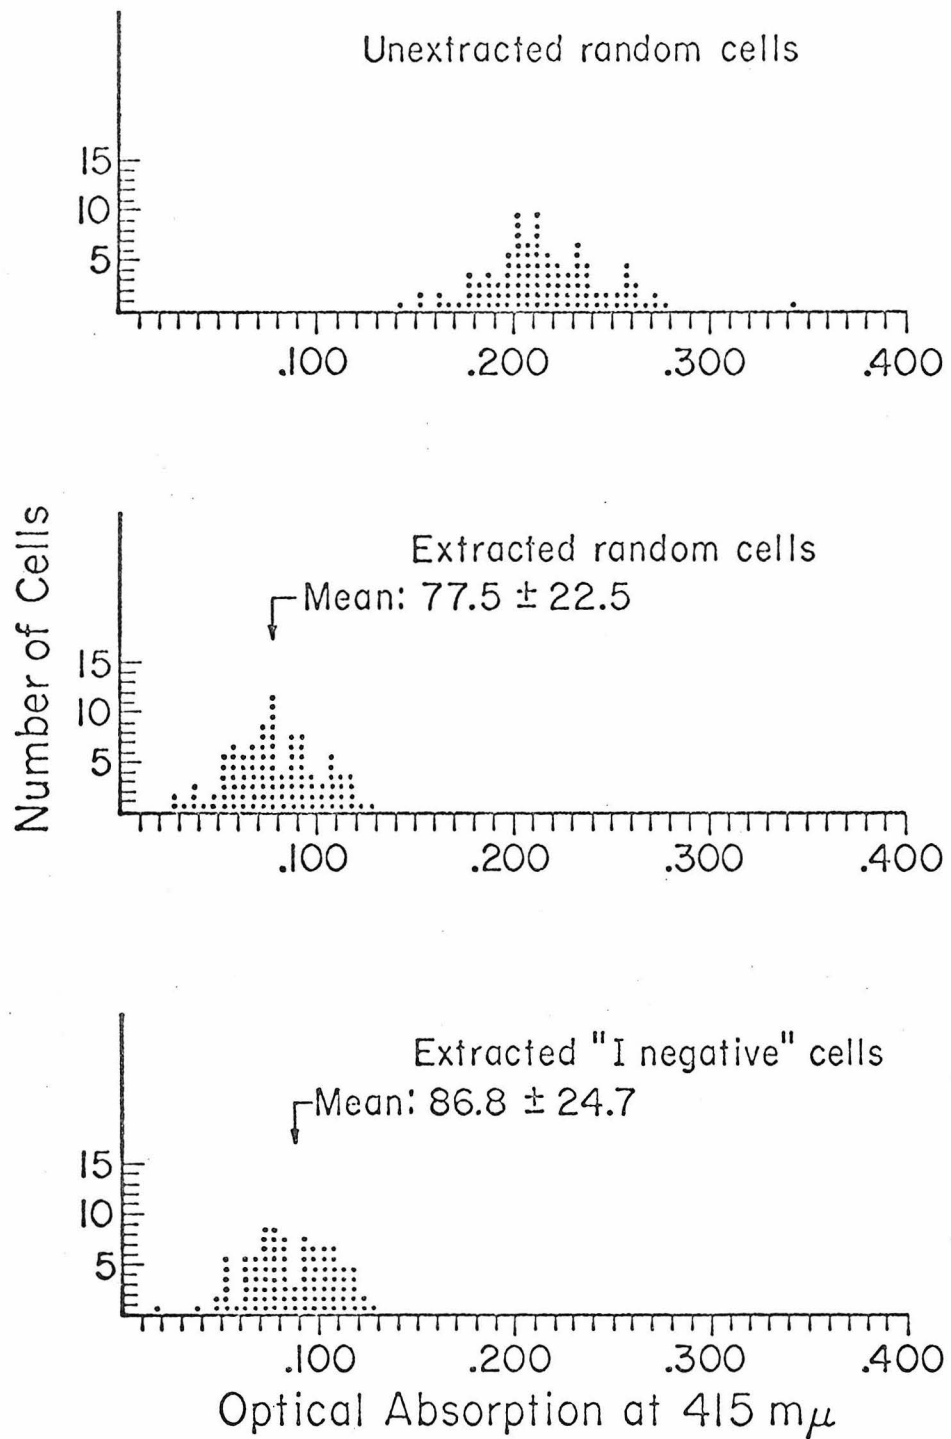 Unextracted random cells
15
10
5
.100 .200 .300 .400
Number of Cells
Extracted random cells
Mean: 77.5 ± 22.5
15
10
5
.100 .200 .300 .400
Extracted "I negative" cells
Mean: 86.8 ± 24.7
15
10
5
.100 .200 .300 .400
Optical Absorption at 415 mμ